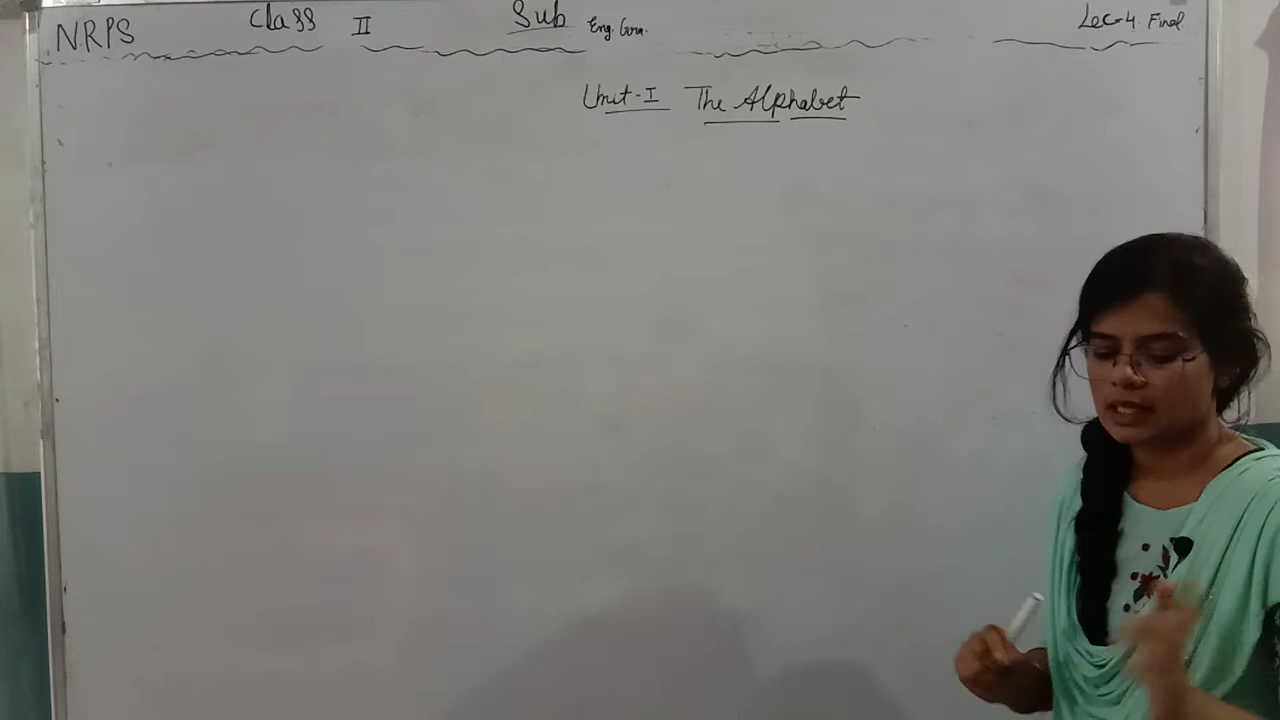 NRPS Class II Sub Eng. Gra. Lec-4 Final
Unit-I The Alphabet